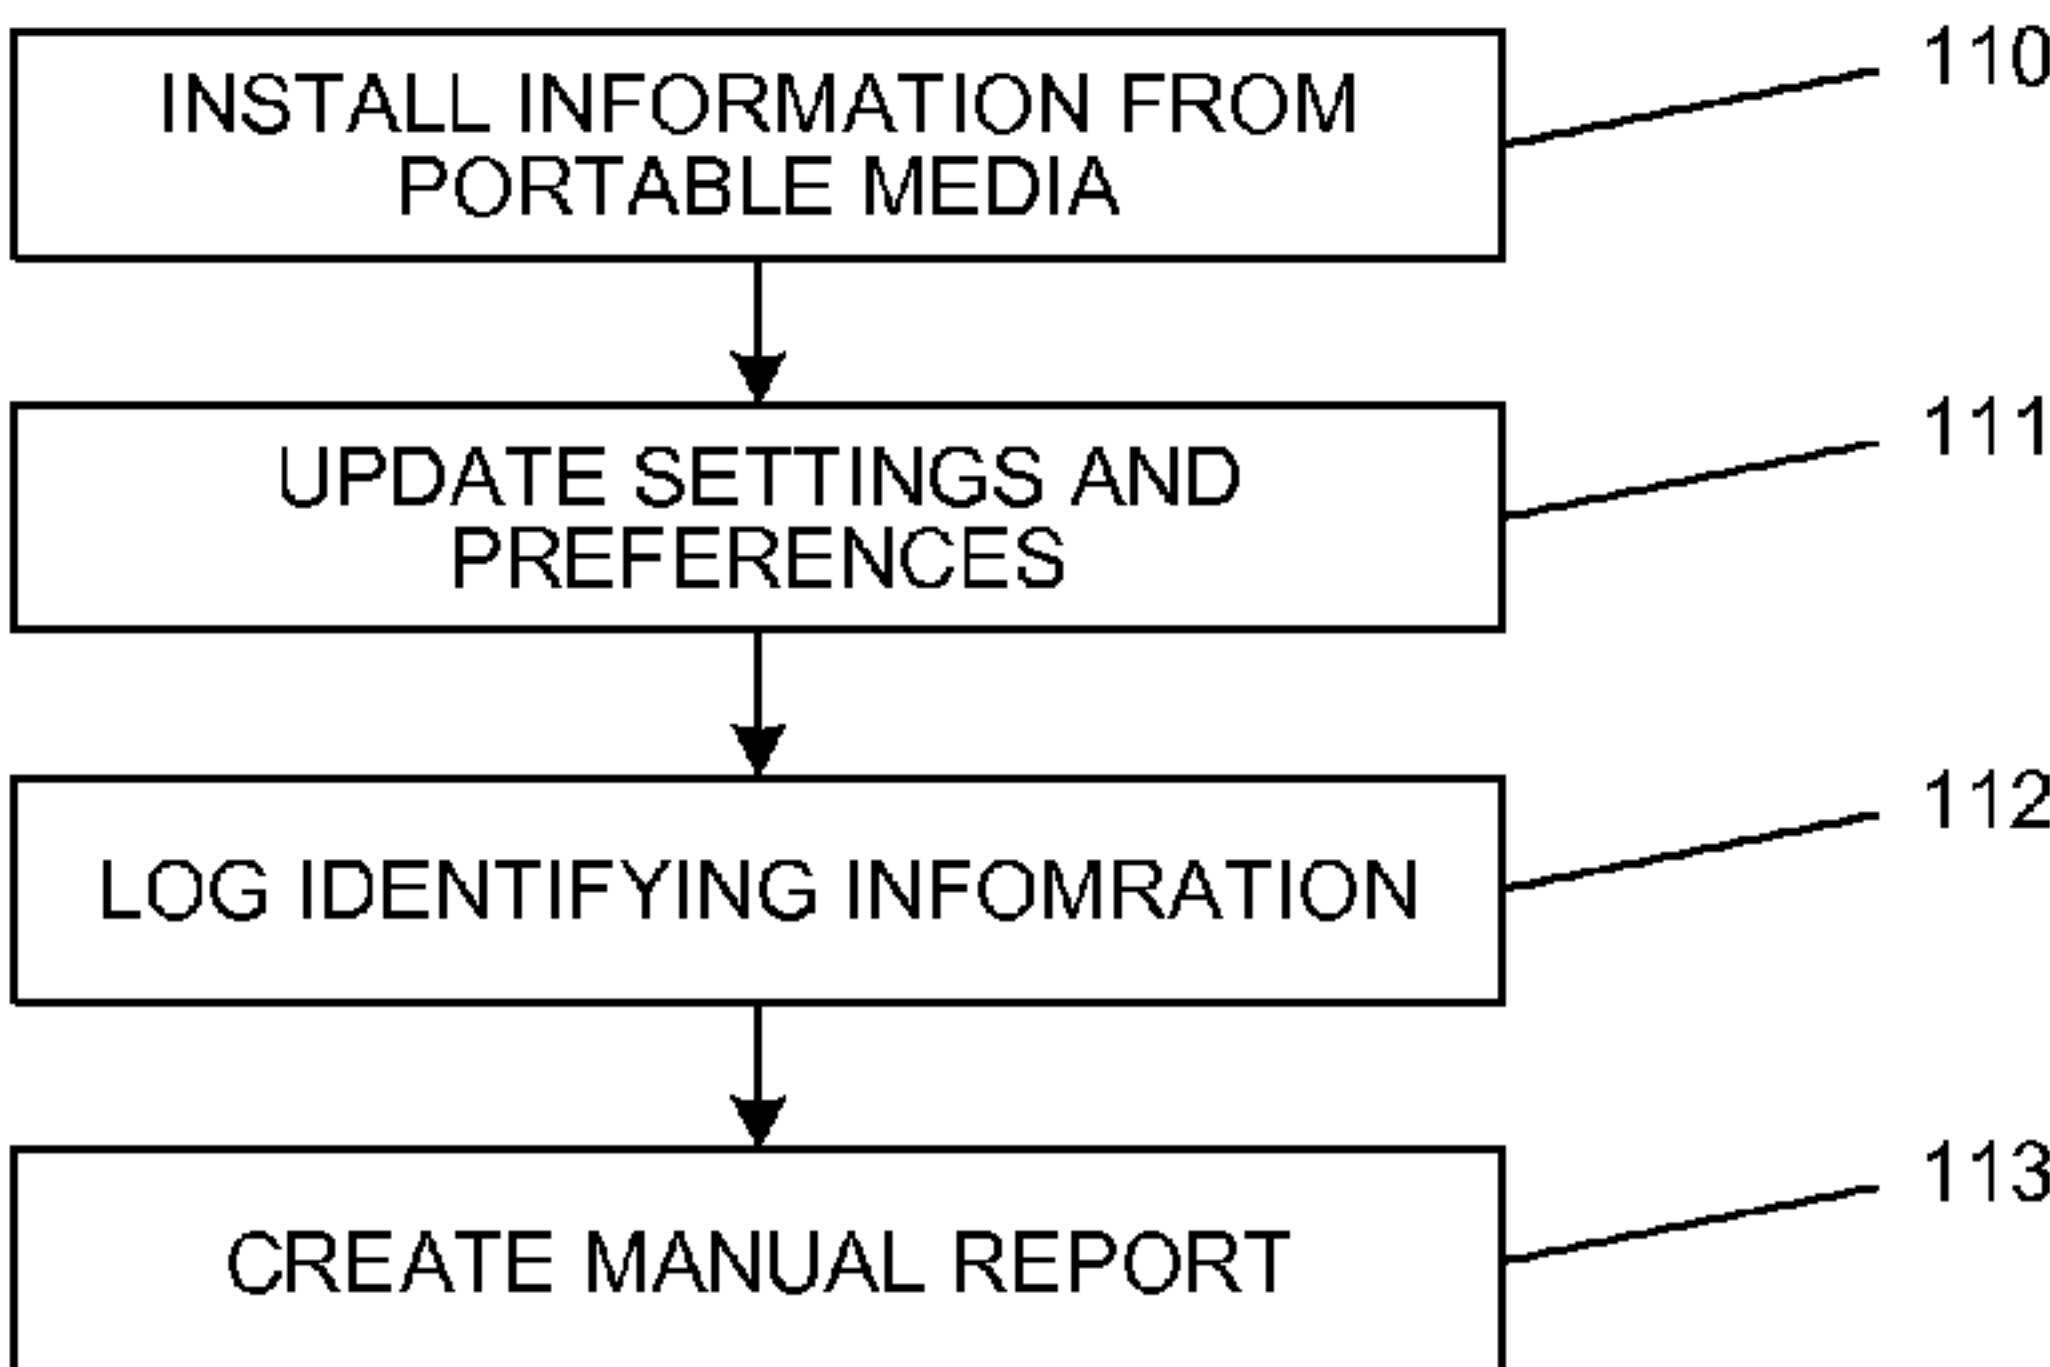 INSTALL INFORMATION FROM
PORTABLE MEDIA
110
UPDATE SETTINGS AND
PREFERENCES
111
LOG IDENTIFYING INFOMRATION
112
CREATE MANUAL REPORT
113